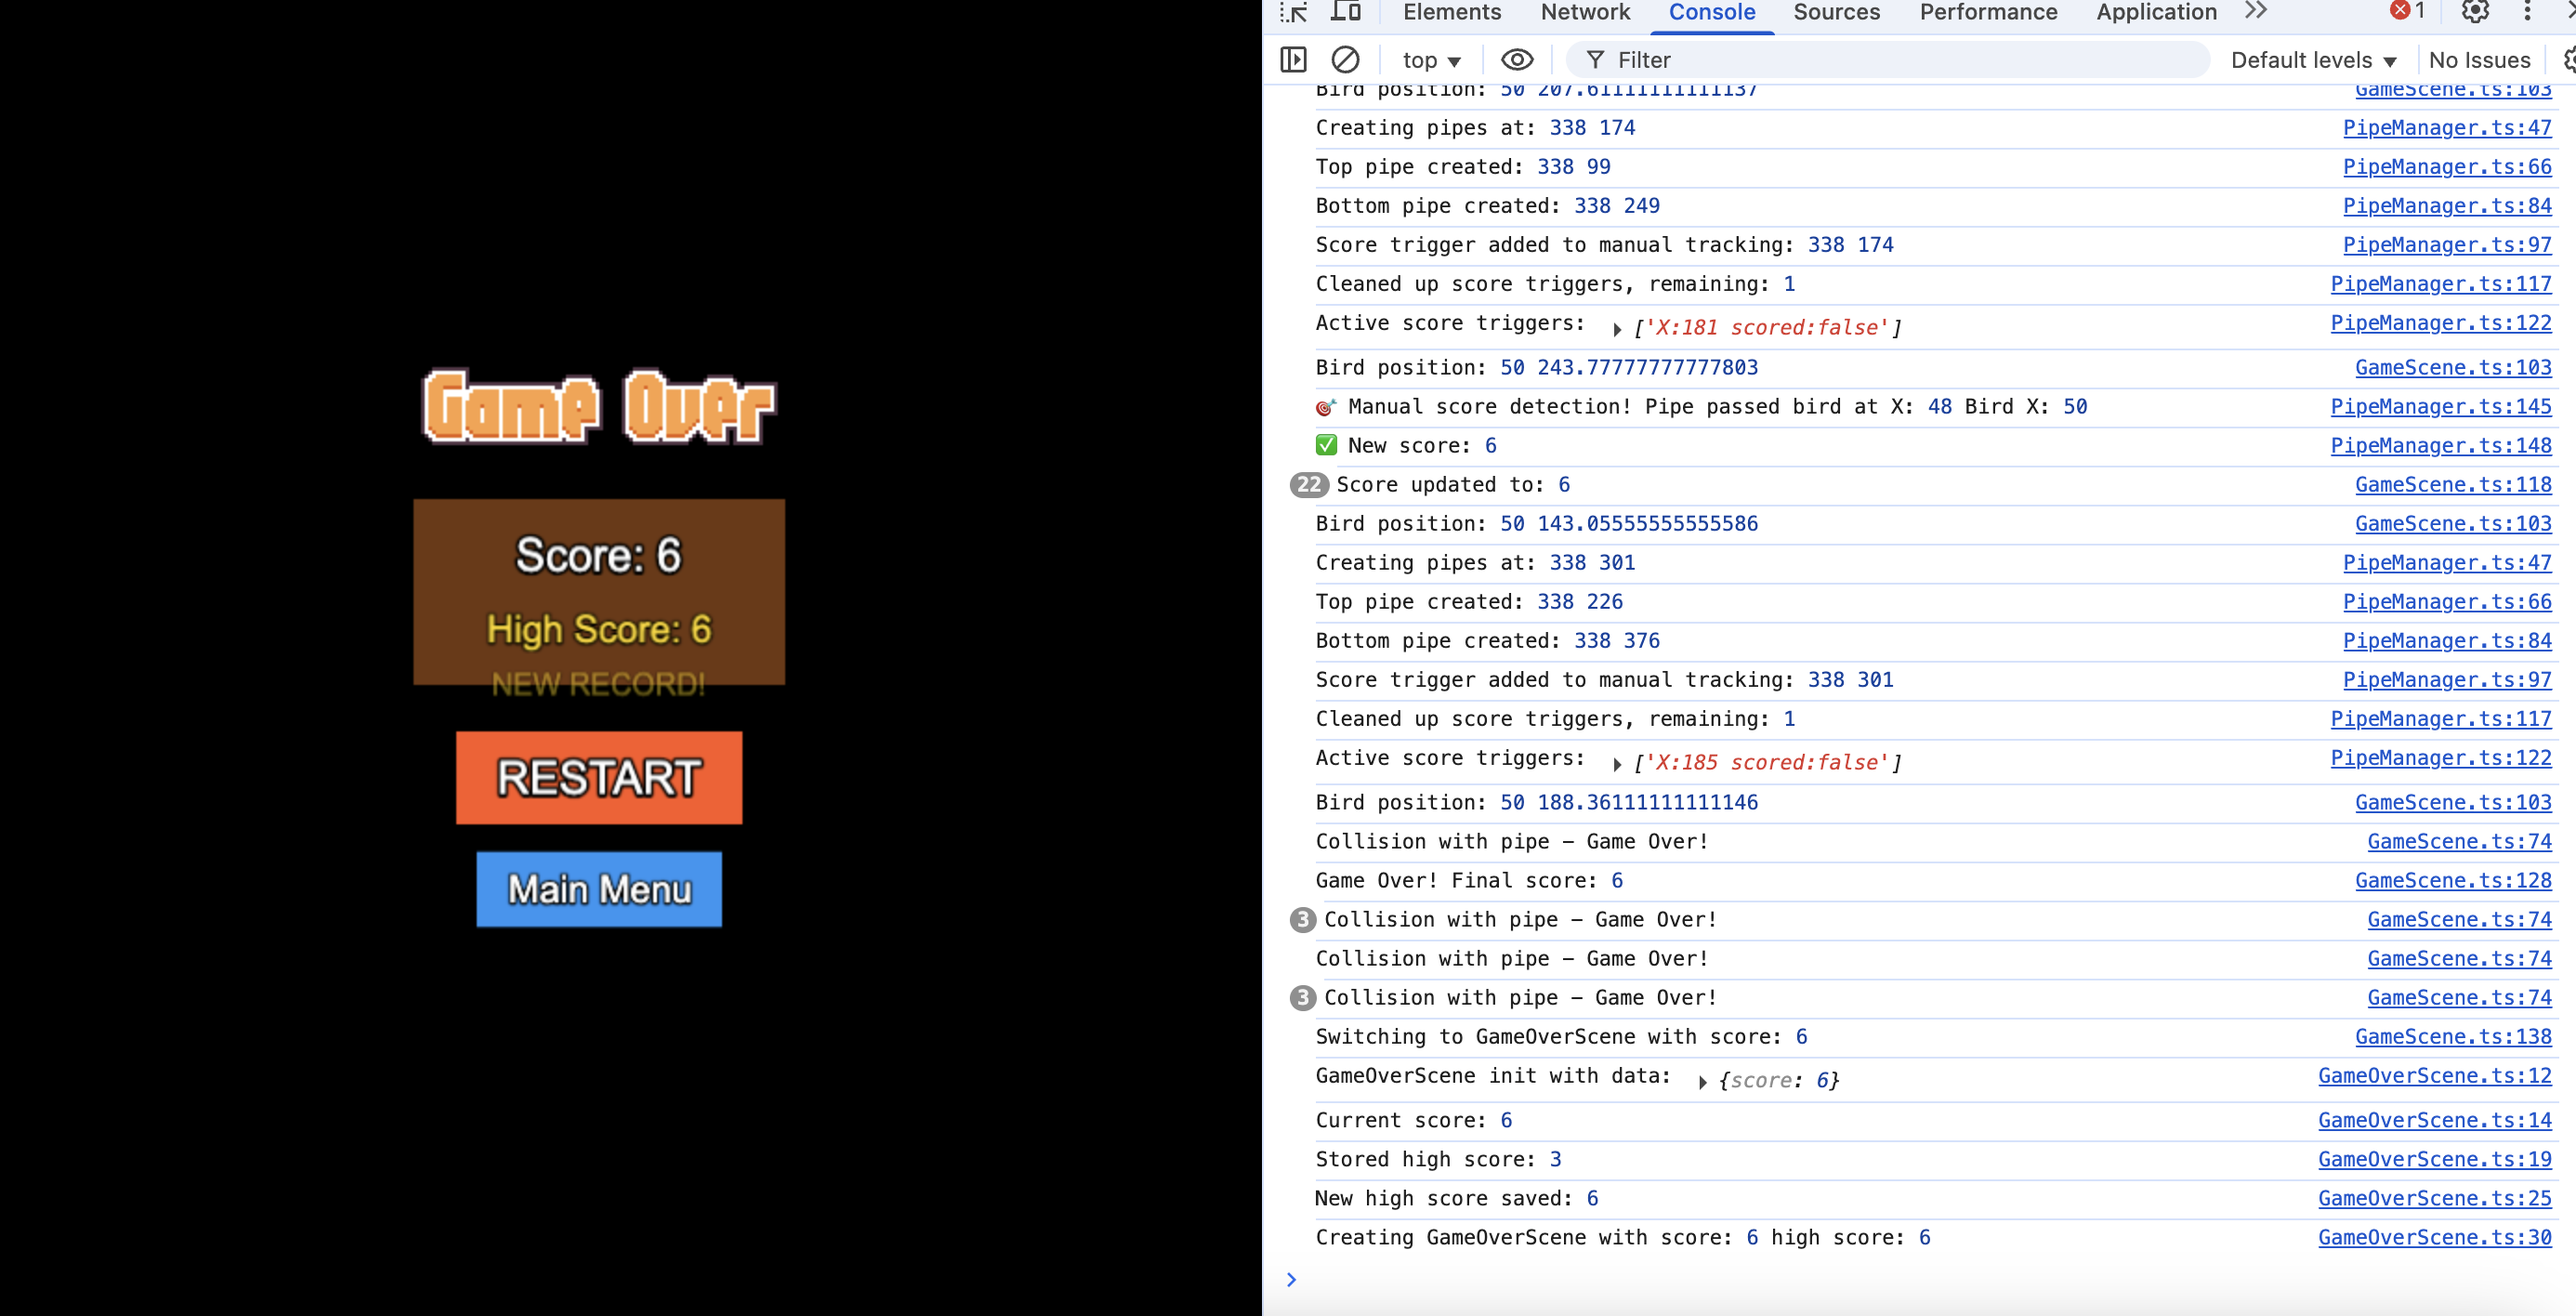 Game Over
Score: 6
High Score: 6
NEW RECORD!
RESTART
Main Menu
Elements Network Console Sources Performance Application 1
top Filter Default levels No Issues
Bird position: 50 207.61111111111137 GameScene.ts:103
Creating pipes at: 338 174 PipeManager.ts:47
Top pipe created: 338 99 PipeManager.ts:66
Bottom pipe created: 338 249 PipeManager.ts:84
Score trigger added to manual tracking: 338 174 PipeManager.ts:97
Cleaned up score triggers, remaining: 1 PipeManager.ts:117
Active score triggers: ▶ ['X:181 scored:false'] PipeManager.ts:122
Bird position: 50 243.77777777777803 GameScene.ts:103
🎯 Manual score detection! Pipe passed bird at X: 48 Bird X: 50 PipeManager.ts:145
✅ New score: 6 PipeManager.ts:148
22 Score updated to: 6 GameScene.ts:118
Bird position: 50 143.05555555555586 GameScene.ts:103
Creating pipes at: 338 301 PipeManager.ts:47
Top pipe created: 338 226 PipeManager.ts:66
Bottom pipe created: 338 376 PipeManager.ts:84
Score trigger added to manual tracking: 338 301 PipeManager.ts:97
Cleaned up score triggers, remaining: 1 PipeManager.ts:117
Active score triggers: ▶ ['X:185 scored:false'] PipeManager.ts:122
Bird position: 50 188.36111111111146 GameScene.ts:103
Collision with pipe – Game Over! GameScene.ts:74
Game Over! Final score: 6 GameScene.ts:128
3 Collision with pipe – Game Over! GameScene.ts:74
Collision with pipe – Game Over! GameScene.ts:74
3 Collision with pipe – Game Over! GameScene.ts:74
Switching to GameOverScene with score: 6 GameScene.ts:138
GameOverScene init with data: ▶ {score: 6} GameOverScene.ts:12
Current score: 6 GameOverScene.ts:14
Stored high score: 3 GameOverScene.ts:19
New high score saved: 6 GameOverScene.ts:25
Creating GameOverScene with score: 6 high score: 6 GameOverScene.ts:30